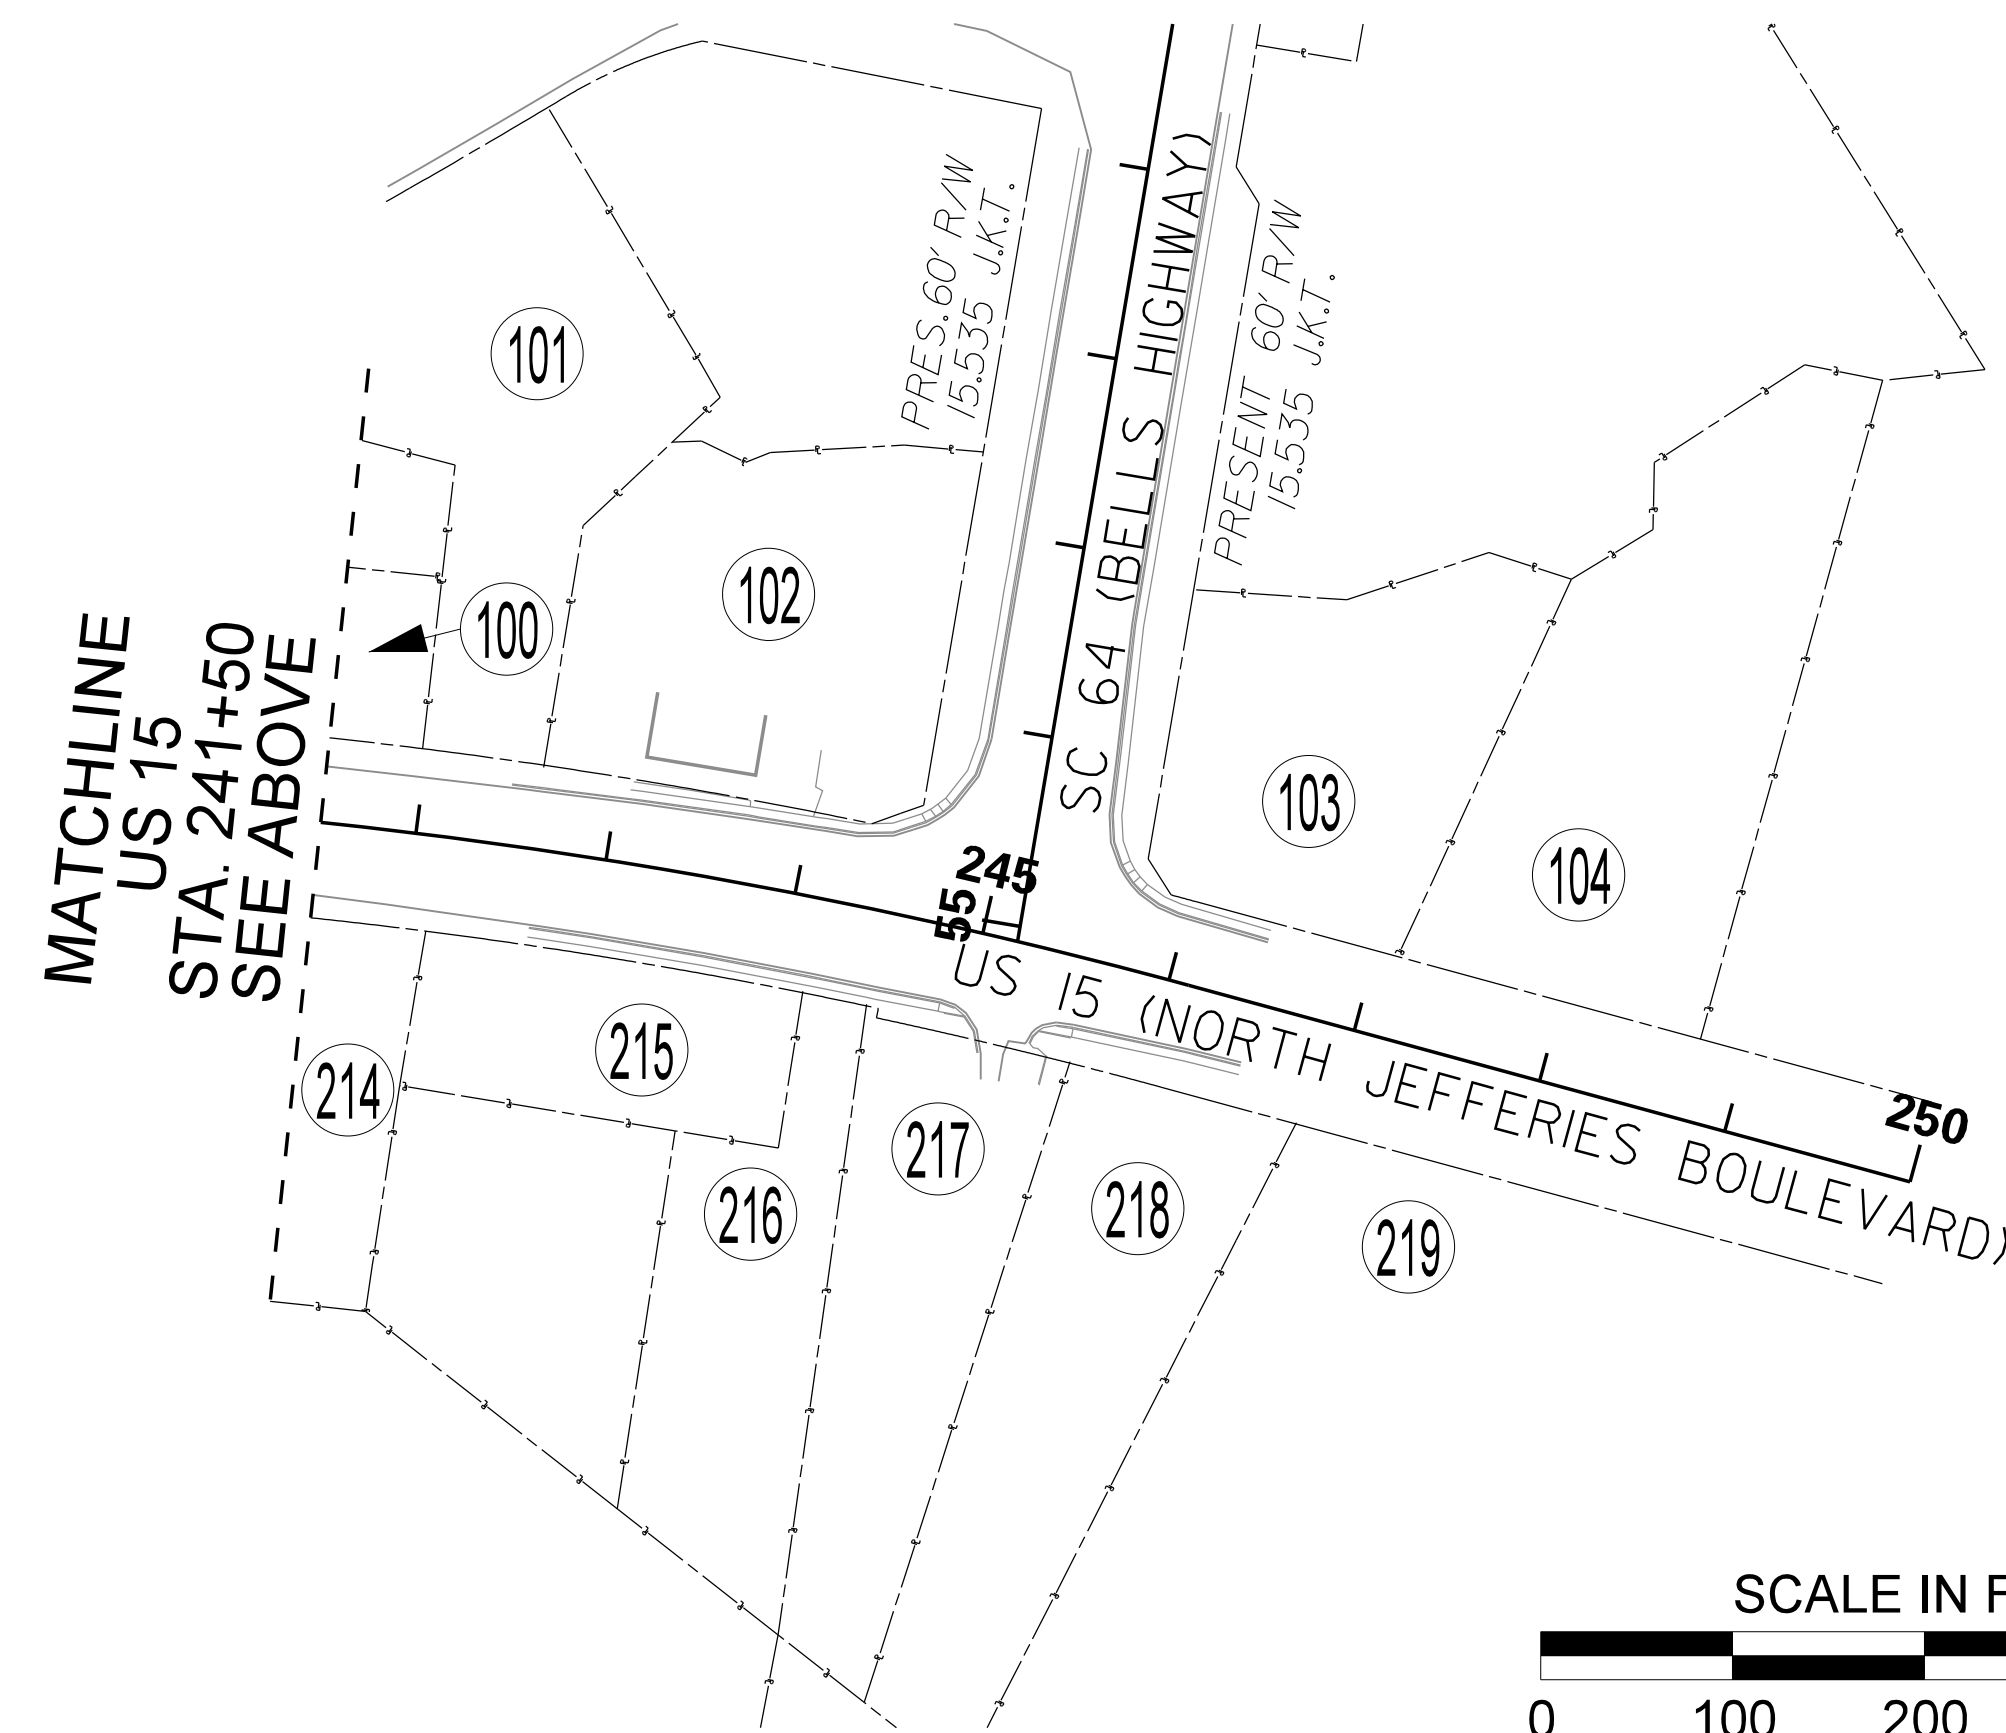 PRES. 60' R/W
15.535 J.K.T.
SC 64 (BELLS HIGHWAY)
PRESENT 60' R/W
15.535 J.K.T.
101
100
102
103
104
MATCHLINE
US 15
STA. 241+50
SEE ABOVE
245
55
US 15 (NORTH JEFFERIES BOULEVARD)
250
214
215
216
217
218
219
SCALE IN F
0 100 200